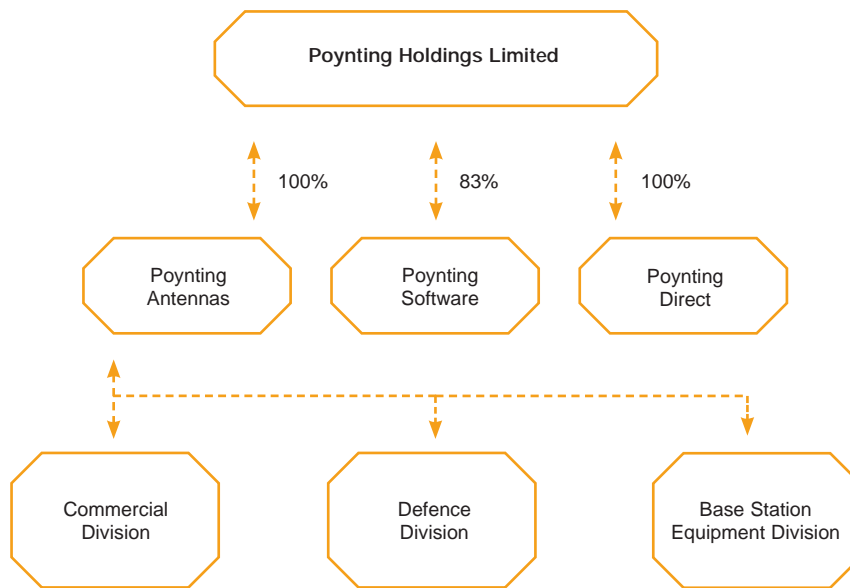 Poynting Holdings Limited
100%
83%
100%
Poynting
Antennas
Poynting
Software
Poynting
Direct
Commercial
Division
Defence
Division
Base Station
Equipment Division